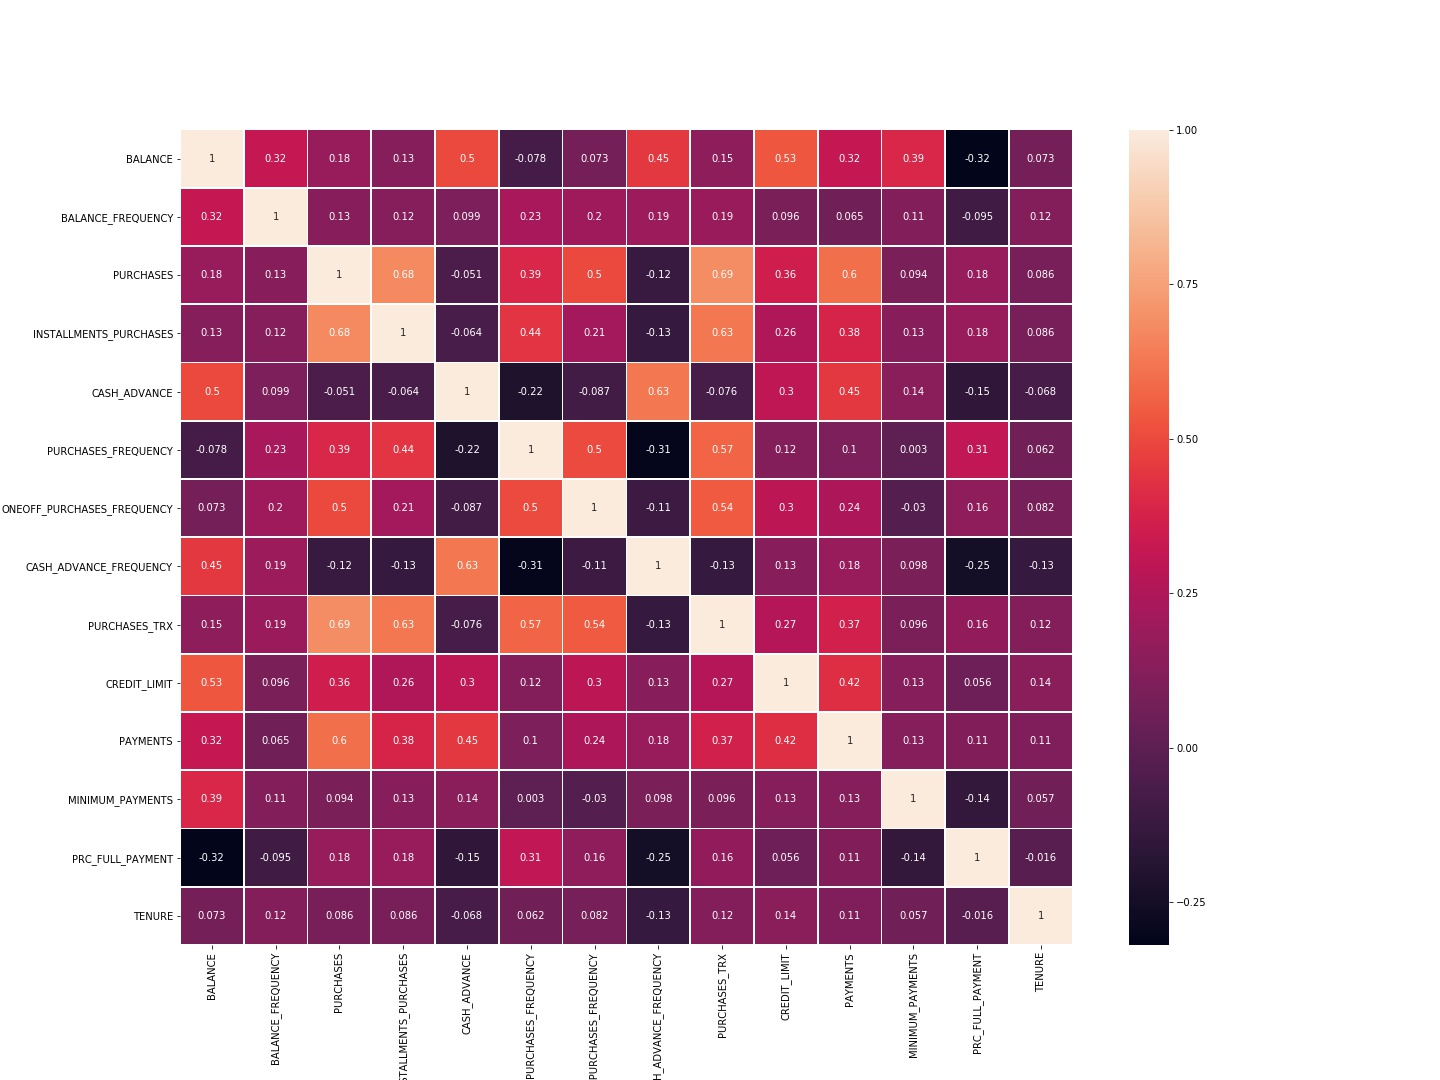 BALANCE 1 0.32 0.18 0.13 0.5 -0.078 0.073 0.45 0.15 0.53 0.32 0.39 -0.32 0.073
BALANCE_FREQUENCY 0.32 1 0.13 0.12 0.099 0.23 0.2 0.19 0.19 0.096 0.065 0.11 -0.095 0.12
PURCHASES 0.18 0.13 1 0.68 -0.051 0.39 0.5 -0.12 0.69 0.36 0.6 0.094 0.18 0.086
INSTALLMENTS_PURCHASES 0.13 0.12 0.68 1 -0.064 0.44 0.21 -0.13 0.63 0.26 0.38 0.13 0.18 0.086
CASH_ADVANCE 0.5 0.099 -0.051 -0.064 1 -0.22 -0.087 0.63 -0.076 0.3 0.45 0.14 -0.15 -0.068
PURCHASES_FREQUENCY -0.078 0.23 0.39 0.44 -0.22 1 0.5 -0.31 0.57 0.12 0.1 0.003 0.31 0.062
ONEOFF_PURCHASES_FREQUENCY 0.073 0.2 0.5 0.21 -0.087 0.5 1 -0.11 0.54 0.3 0.24 -0.03 0.16 0.082
CASH_ADVANCE_FREQUENCY 0.45 0.19 -0.12 -0.13 0.63 -0.31 -0.11 1 -0.13 0.13 0.18 0.098 -0.25 -0.13
PURCHASES_TRX 0.15 0.19 0.69 0.63 -0.076 0.57 0.54 -0.13 1 0.27 0.37 0.096 0.16 0.12
CREDIT_LIMIT 0.53 0.096 0.36 0.26 0.3 0.12 0.3 0.13 0.27 1 0.42 0.13 0.056 0.14
PAYMENTS 0.32 0.065 0.6 0.38 0.45 0.1 0.24 0.18 0.37 0.42 1 0.13 0.11 0.11
MINIMUM_PAYMENTS 0.39 0.11 0.094 0.13 0.14 0.003 -0.03 0.098 0.096 0.13 0.13 1 -0.14 0.057
PRC_FULL_PAYMENT -0.32 -0.095 0.18 0.18 -0.15 0.31 0.16 -0.25 0.16 0.056 0.11 -0.14 1 -0.016
TENURE 0.073 0.12 0.086 0.086 -0.068 0.062 0.082 -0.13 0.12 0.14 0.11 0.057 -0.016 1
BALANCE
BALANCE_FREQUENCY
PURCHASES
STALLMENTS_PURCHASES
CASH_ADVANCE
PURCHASES_FREQUENCY
PURCHASES_FREQUENCY
H_ADVANCE_FREQUENCY
PURCHASES_TRX
CREDIT_LIMIT
PAYMENTS
MINIMUM_PAYMENTS
PRC_FULL_PAYMENT
TENURE
1.00
0.75
0.50
0.25
0.00
−0.25